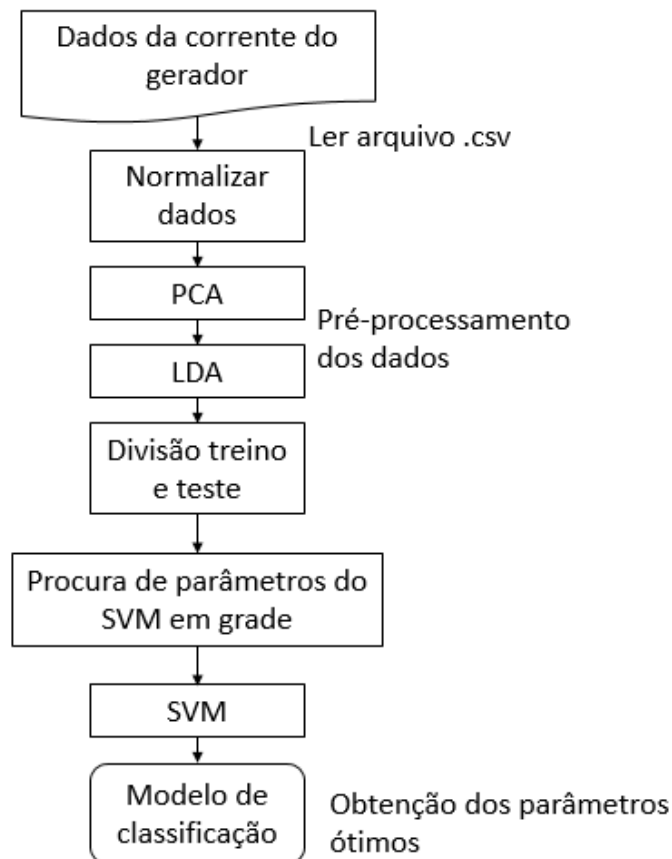 Dados da corrente do
gerador
Ler arquivo .csv
Normalizar
dados
PCA
Pré-processamento
dos dados
LDA
Divisão treino
e teste
Procura de parâmetros do
SVM em grade
SVM
Modelo de
classificação
Obtenção dos parâmetros
ótimos